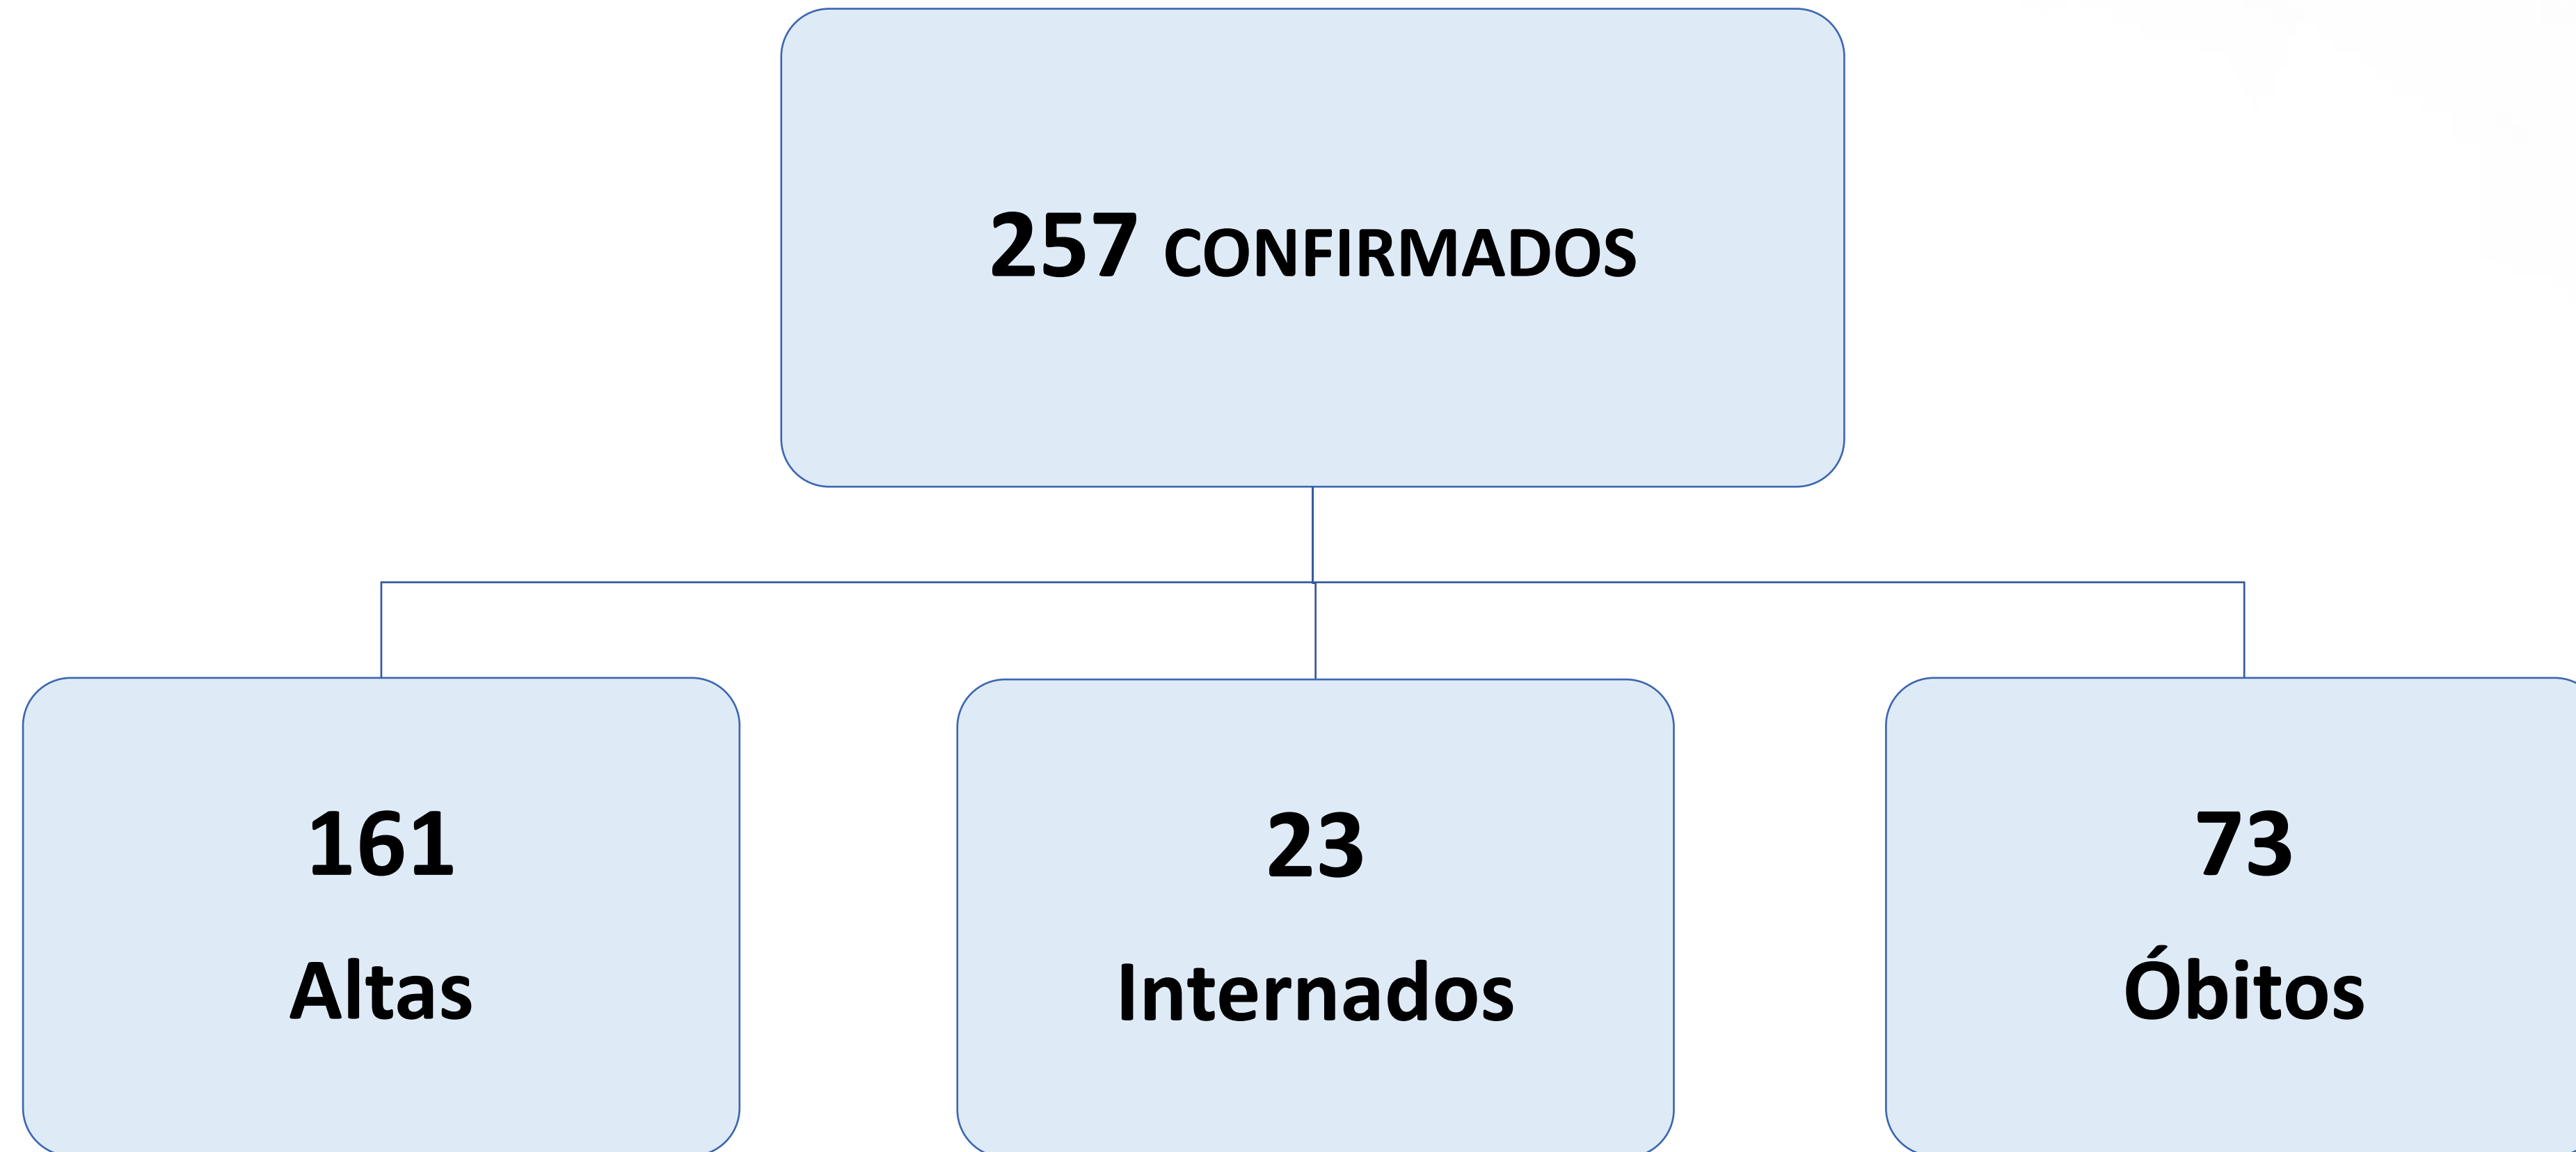 257 CONFIRMADOS
161
Altas
23
Internados
73
Óbitos